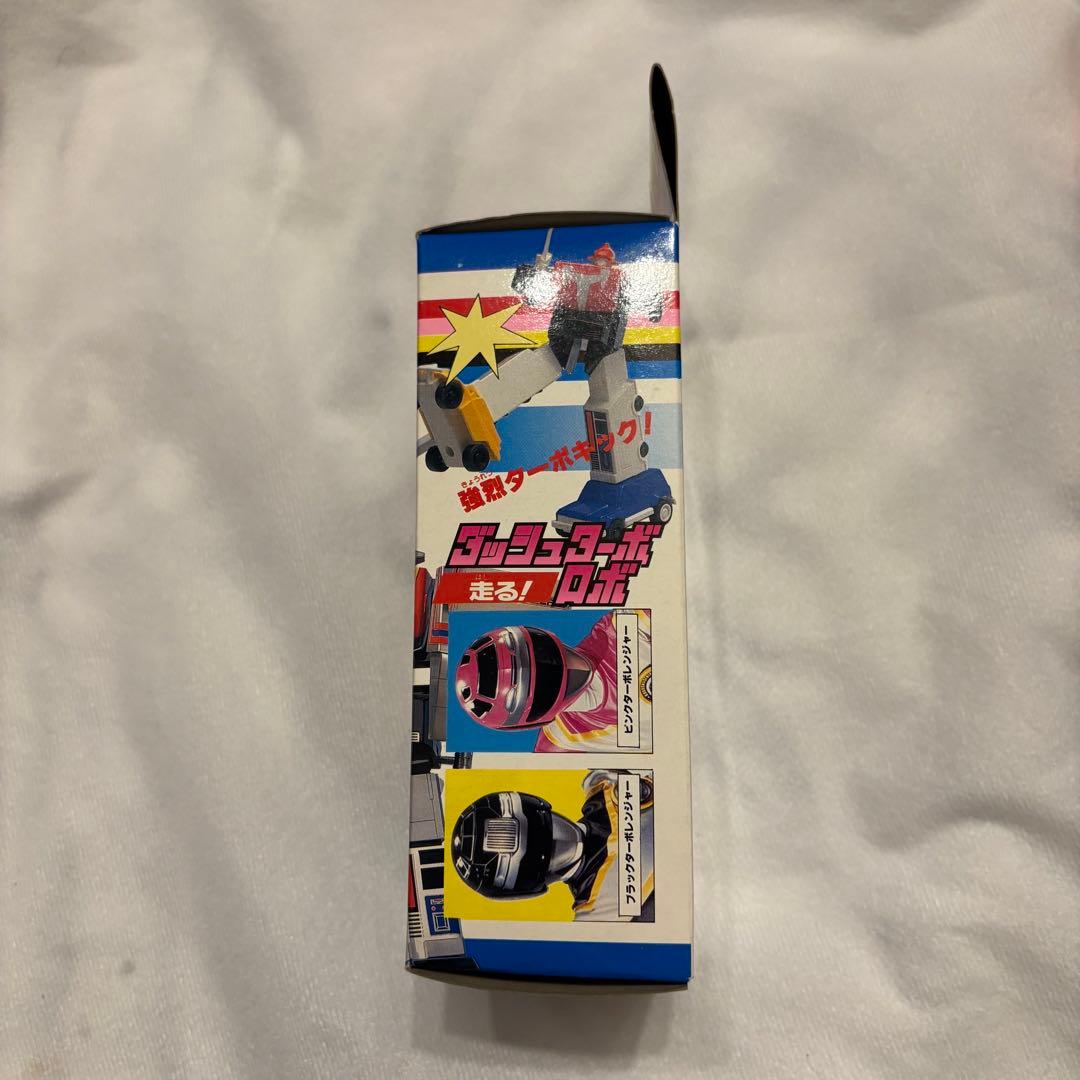 きょうれつ
強烈ターボキック!
ダッシュターボ
ロボ
はし
走る!
ピンクターボレンジャー
ブラックターボレンジャー